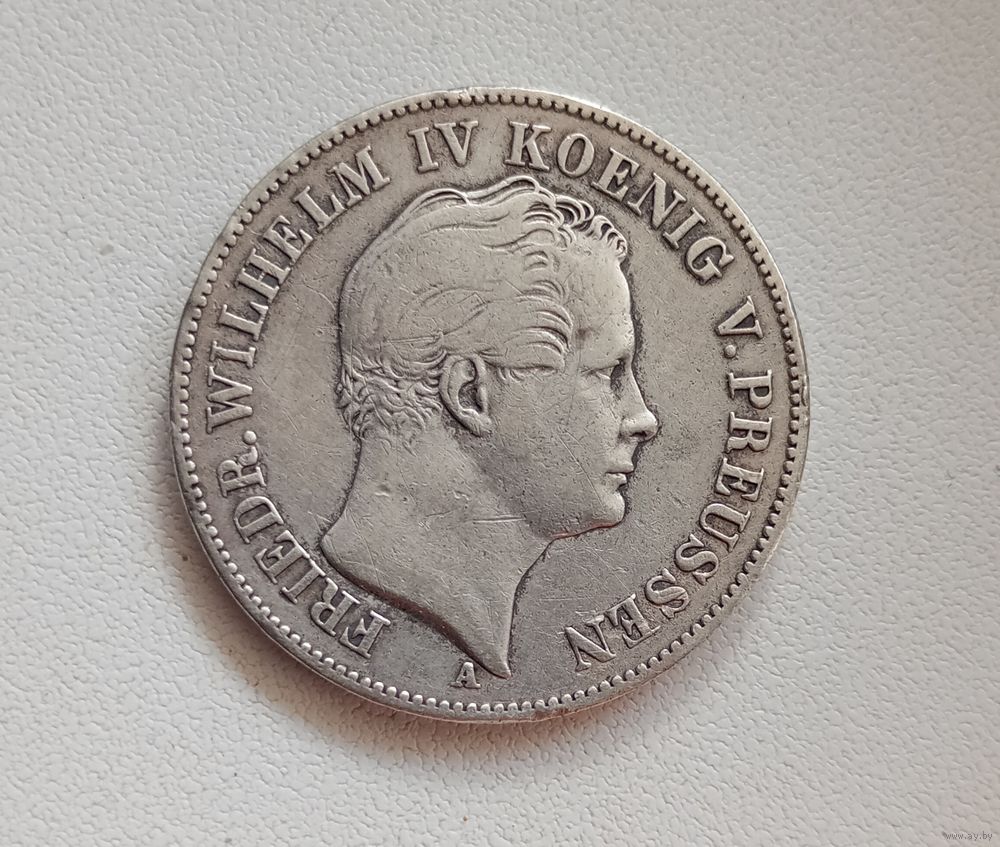 FRIEDR. WILHELM IV KOENIG V. PREUSSEN
A
www.ay.by